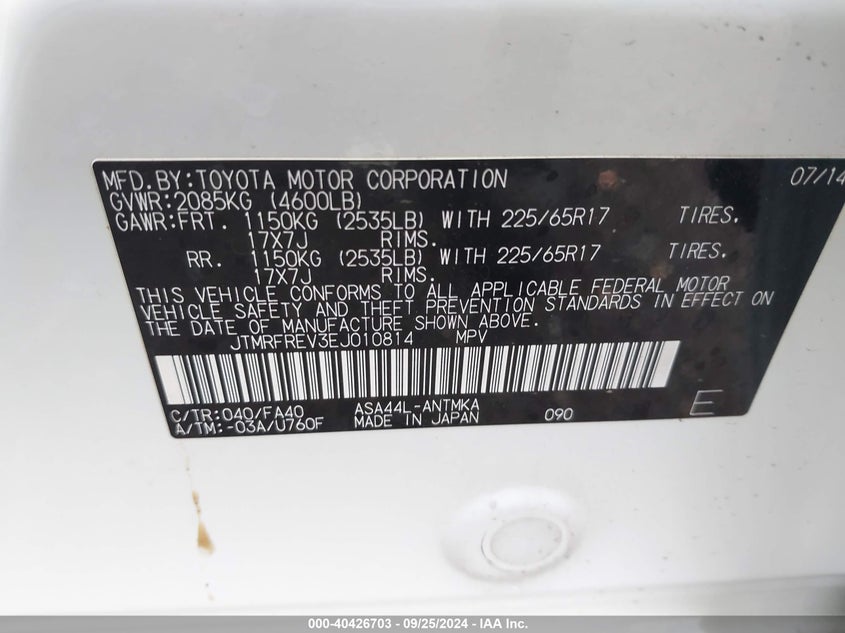 MFD.BY:TOYOTA MOTOR CORPORATION 07/14
GVWR:2085KG (4600LB)
GAWR:FRT. 1150KG (2535LB) WITH 225/65R17 TIRES,
17X7J RIMS.
RR. 1150KG (2535LB) WITH 225/65R17 TIRES,
17X7J RIMS.
THIS VEHICLE CONFORMS TO ALL APPLICABLE FEDERAL MOTOR
VEHICLE SAFETY AND THEFT PREVENTION STANDARDS IN EFFECT ON
THE DATE OF MANUFACTURE SHOWN ABOVE.
JTMRFREV3EJ010814 MPV
C/TR:040/FA40 ASA44L-ANTMKA 090 E
A/TM:-03A/U760F MADE IN JAPAN
000-40426703 - 09/25/2024 - IAA Inc.